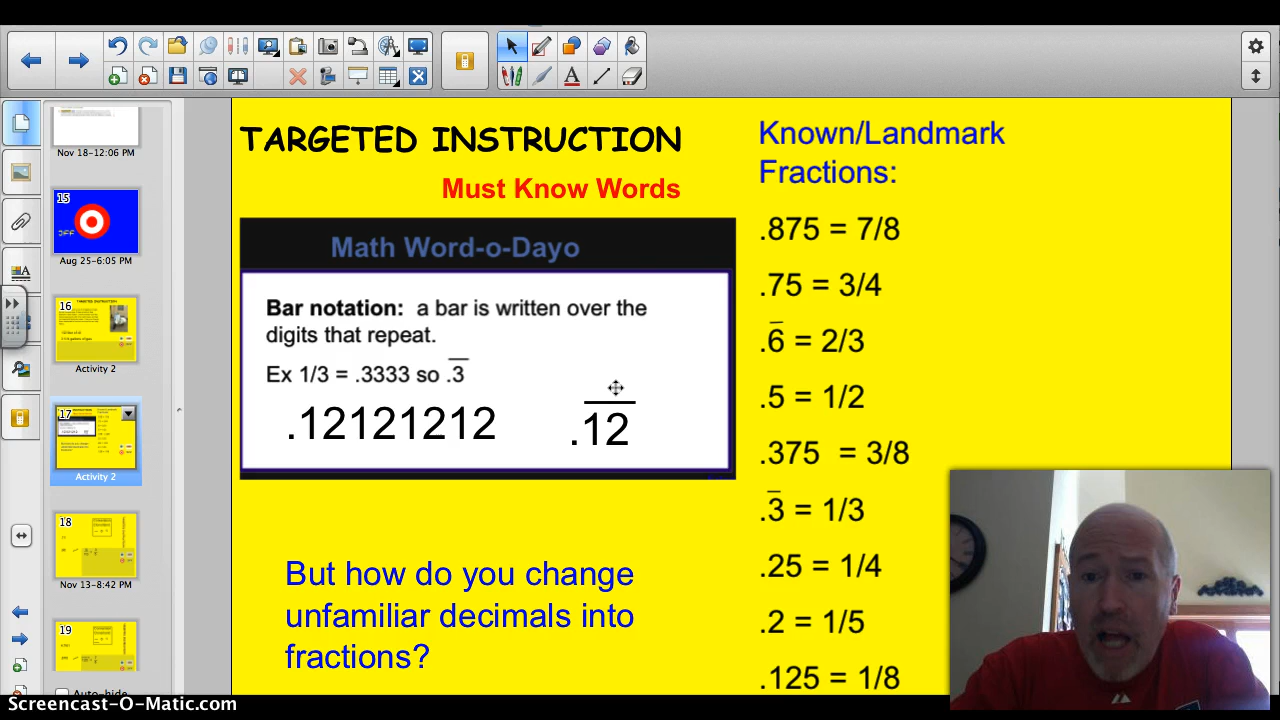 Nov 18–12:06 PM
15
Aug 25–6:05 PM
16
Activity 2
17
Activity 2
18
Nov 13–8:42 PM
19
Auto-hide
TARGETED INSTRUCTION
Must Know Words
Math Word-o-Dayo
Bar notation: a bar is written over the
digits that repeat.
Ex 1/3 = .3333 so .3̅
.12121212
.1̅2̅
But how do you change
unfamiliar decimals into
fractions?
Known/Landmark
Fractions:
.875 = 7/8
.75 = 3/4
.6̅ = 2/3
.5 = 1/2
.375 = 3/8
.3̅ = 1/3
.25 = 1/4
.2 = 1/5
.125 = 1/8
Screencast-O-Matic.com